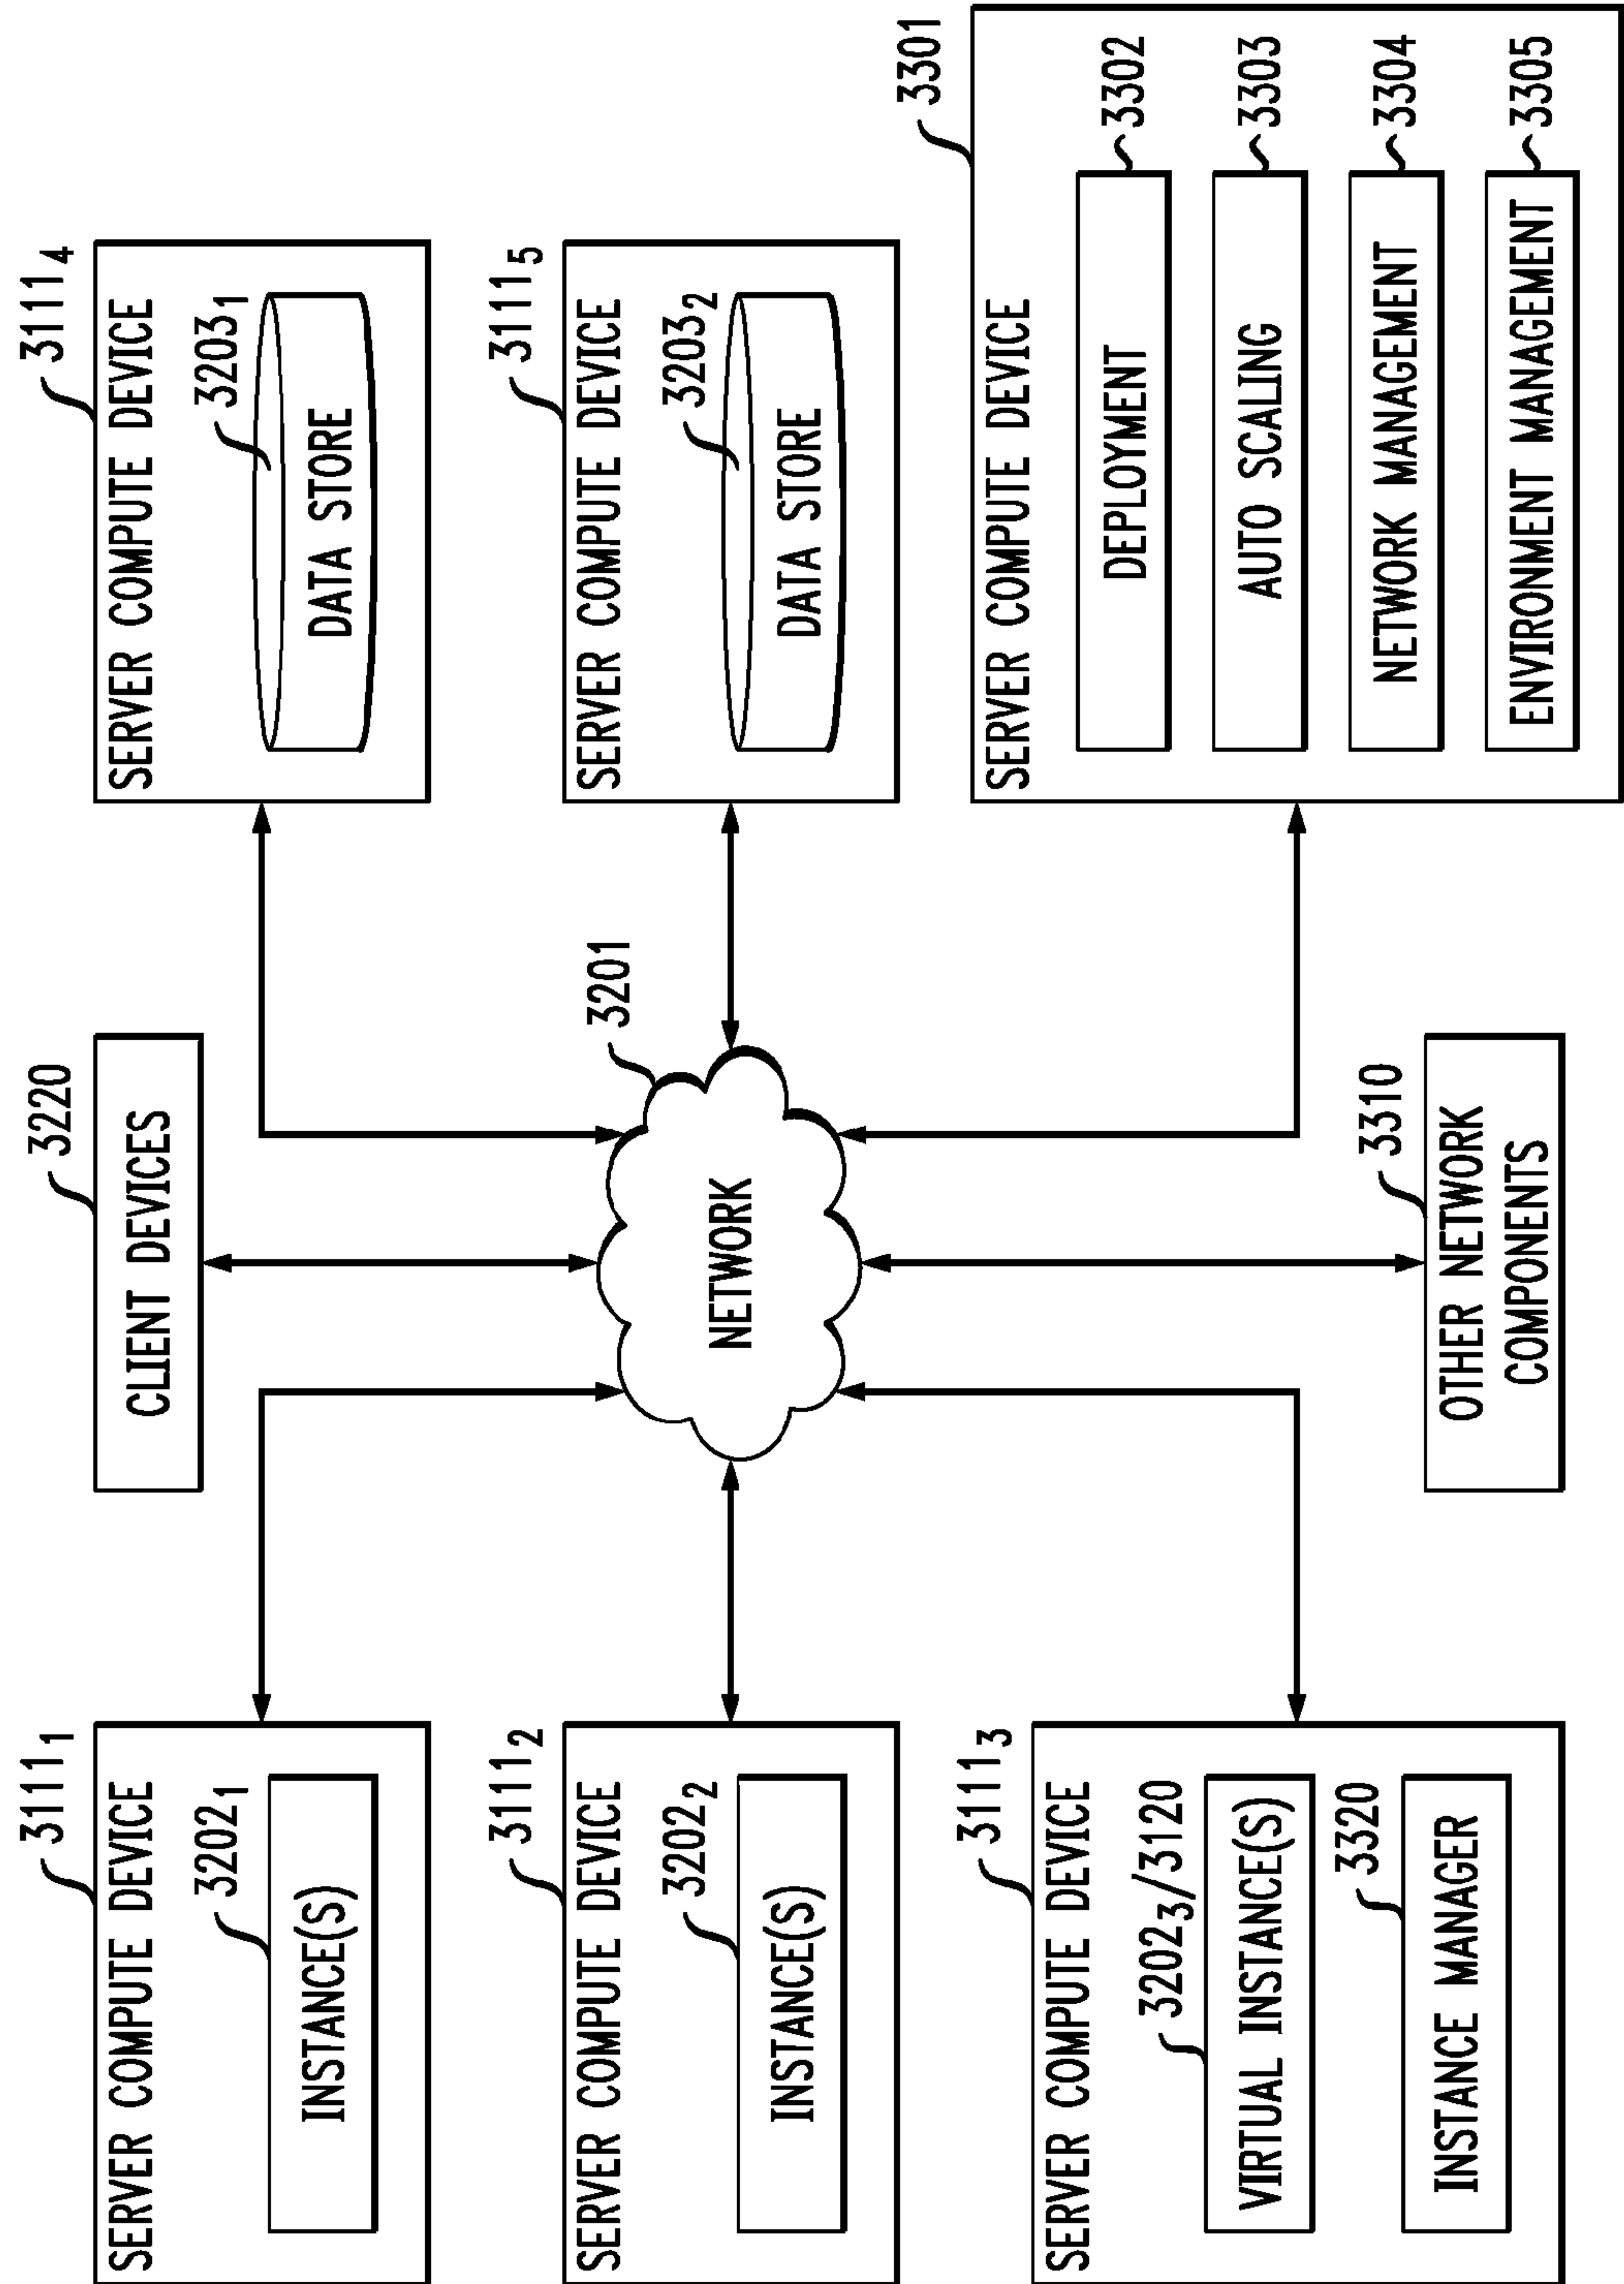 3111₁
SERVER COMPUTE DEVICE
3202₁
INSTANCE(S)
3111₂
SERVER COMPUTE DEVICE
3202₂
INSTANCE(S)
3111₃
SERVER COMPUTE DEVICE
3202₃/3120
VIRTUAL INSTANCE(S)
3320
INSTANCE MANAGER
3220
CLIENT DEVICES
3201
NETWORK
3310
OTHER NETWORK
COMPONENTS
3111₄
SERVER COMPUTE DEVICE
3203₁
DATA STORE
3111₅
SERVER COMPUTE DEVICE
3203₂
DATA STORE
3301
SERVER COMPUTE DEVICE
DEPLOYMENT
3302
AUTO SCALING
3303
NETWORK MANAGEMENT
3304
ENVIRONMENT MANAGEMENT
3305